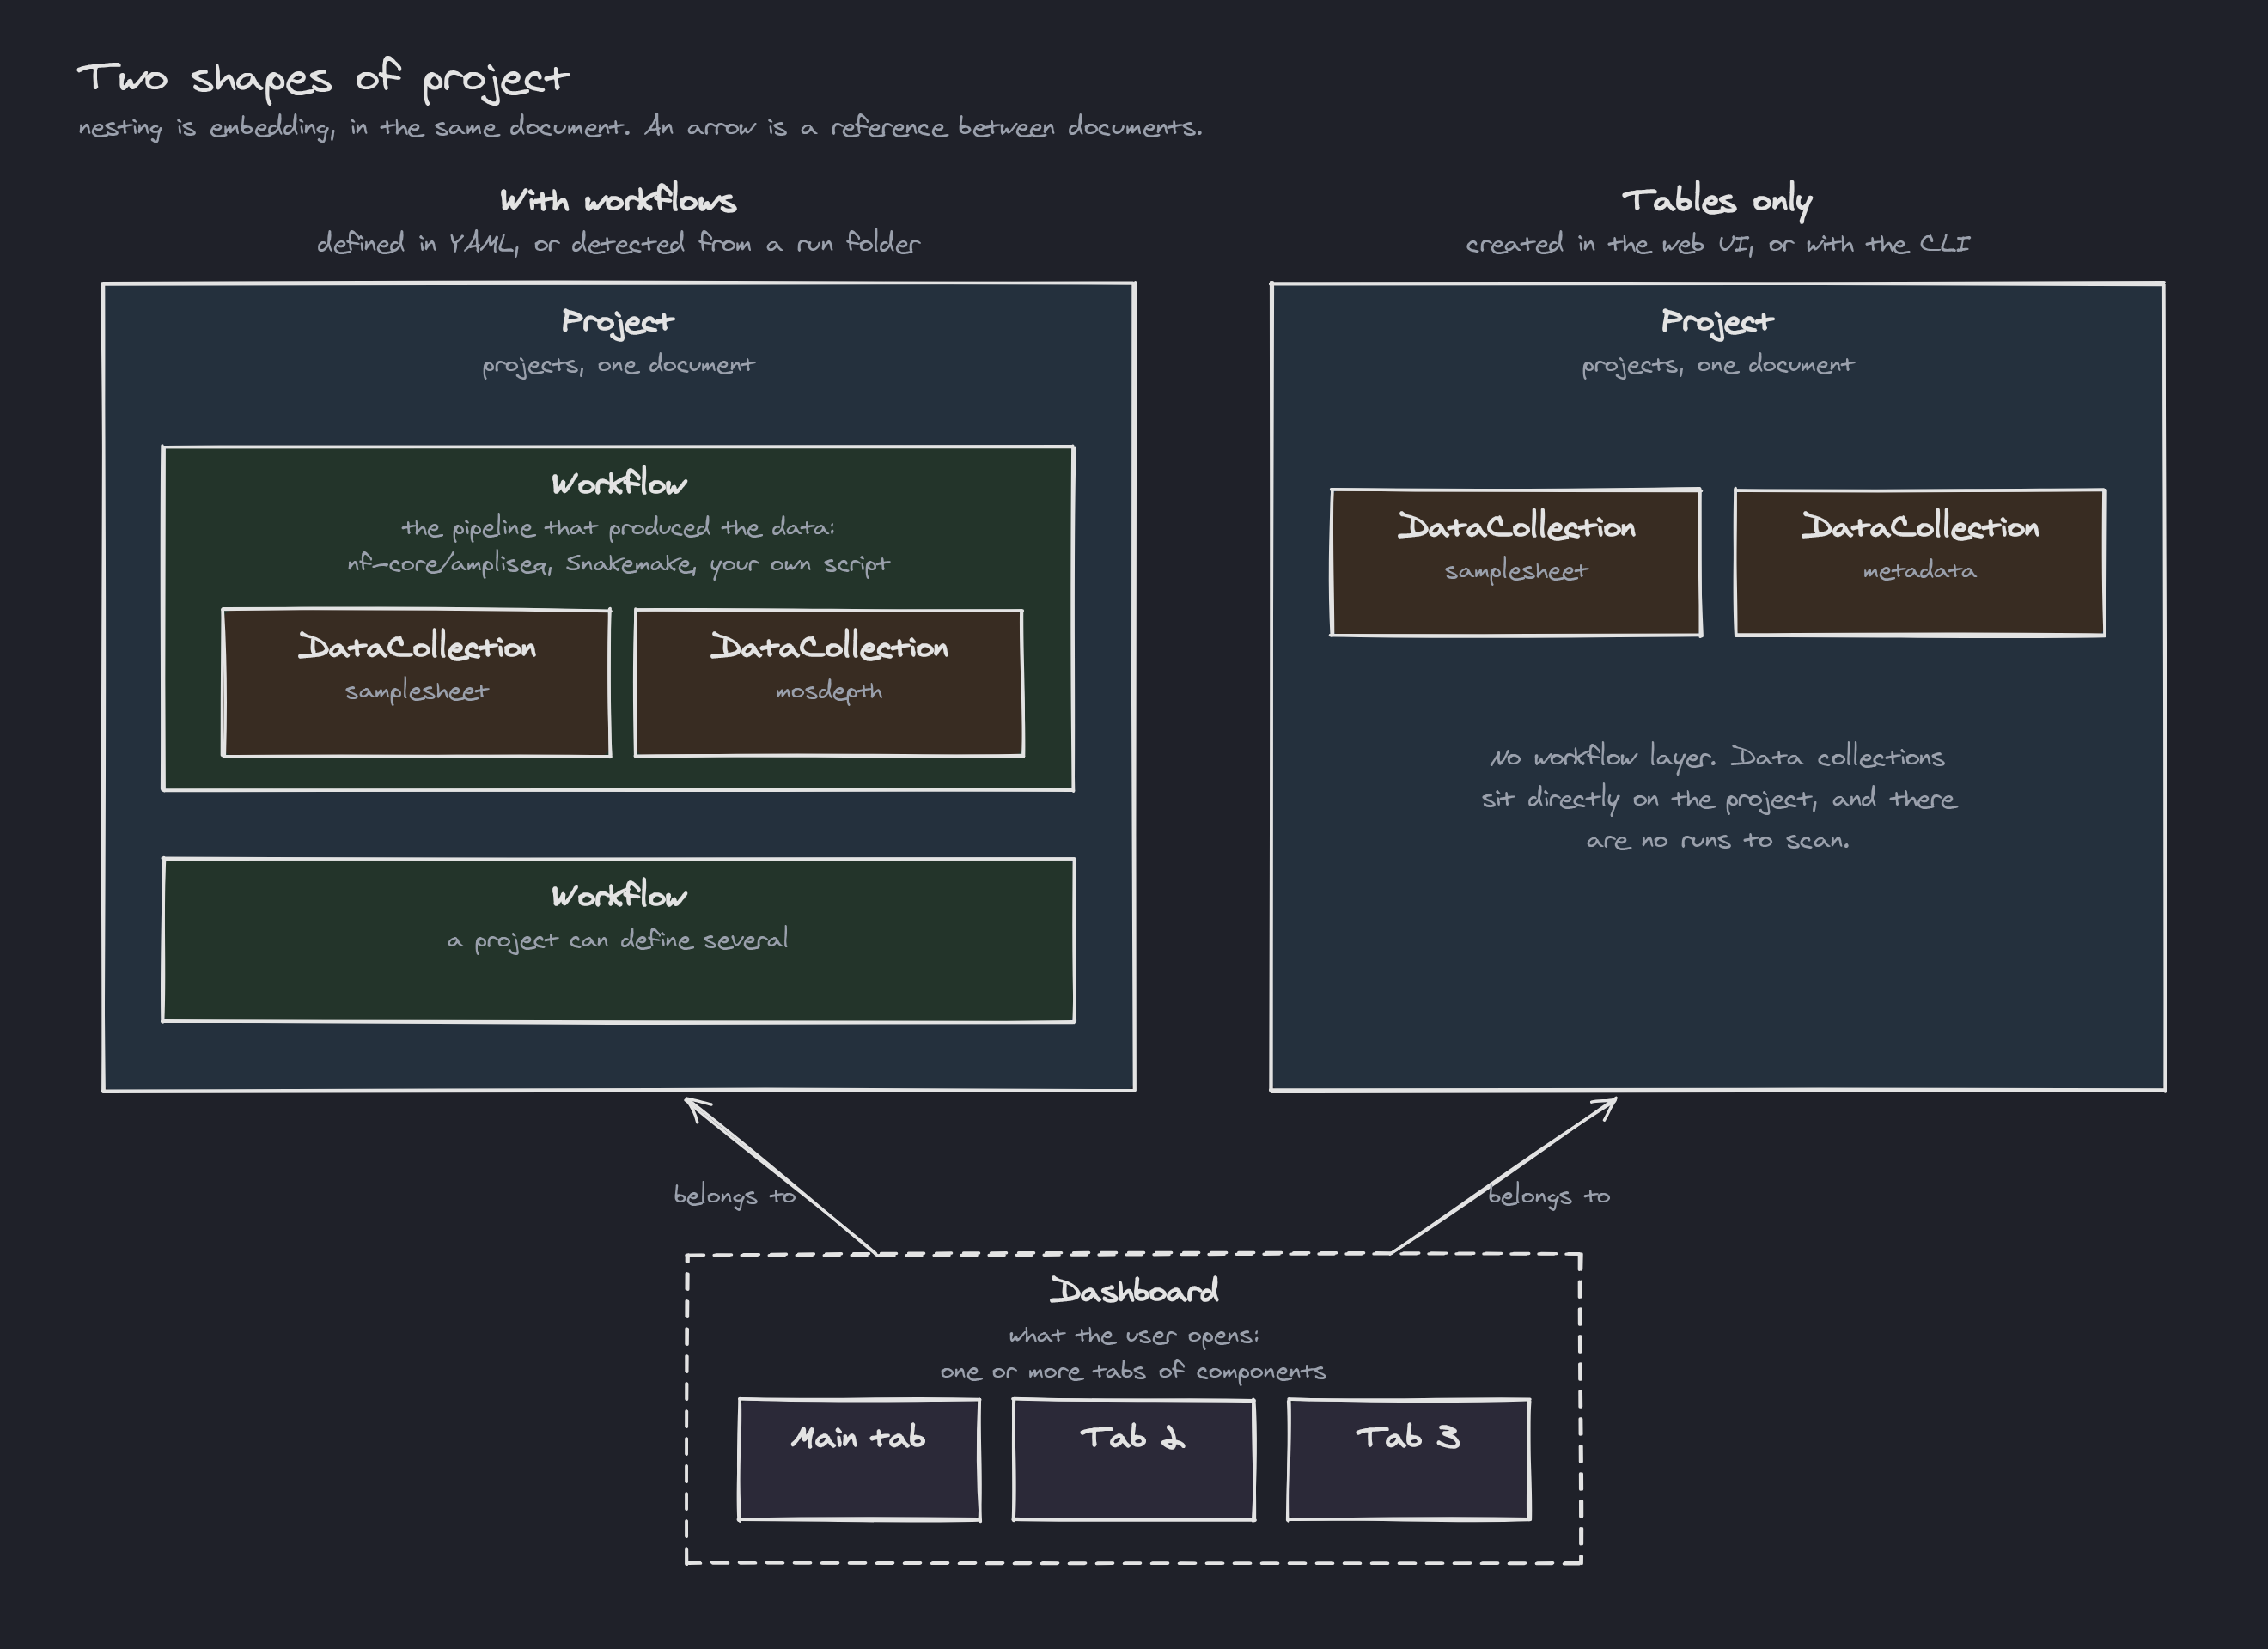 Two shapes of project
nesting is embedding, in the same document. An arrow is a reference between documents.
With workflows
defined in YAML, or detected from a run folder
Project
projects, one document
Workflow
the pipeline that produced the data:
nf-core/ampliseq, Snakemake, your own script
DataCollection
samplesheet
DataCollection
mosdepth
Workflow
a project can define several
Tables only
created in the web UI, or with the CLI
Project
projects, one document
DataCollection
samplesheet
DataCollection
metadata
No workflow layer. Data collections
sit directly on the project, and there
are no runs to scan.
belongs to
belongs to
Dashboard
what the user opens:
one or more tabs of components
Main tab
Tab 2
Tab 3